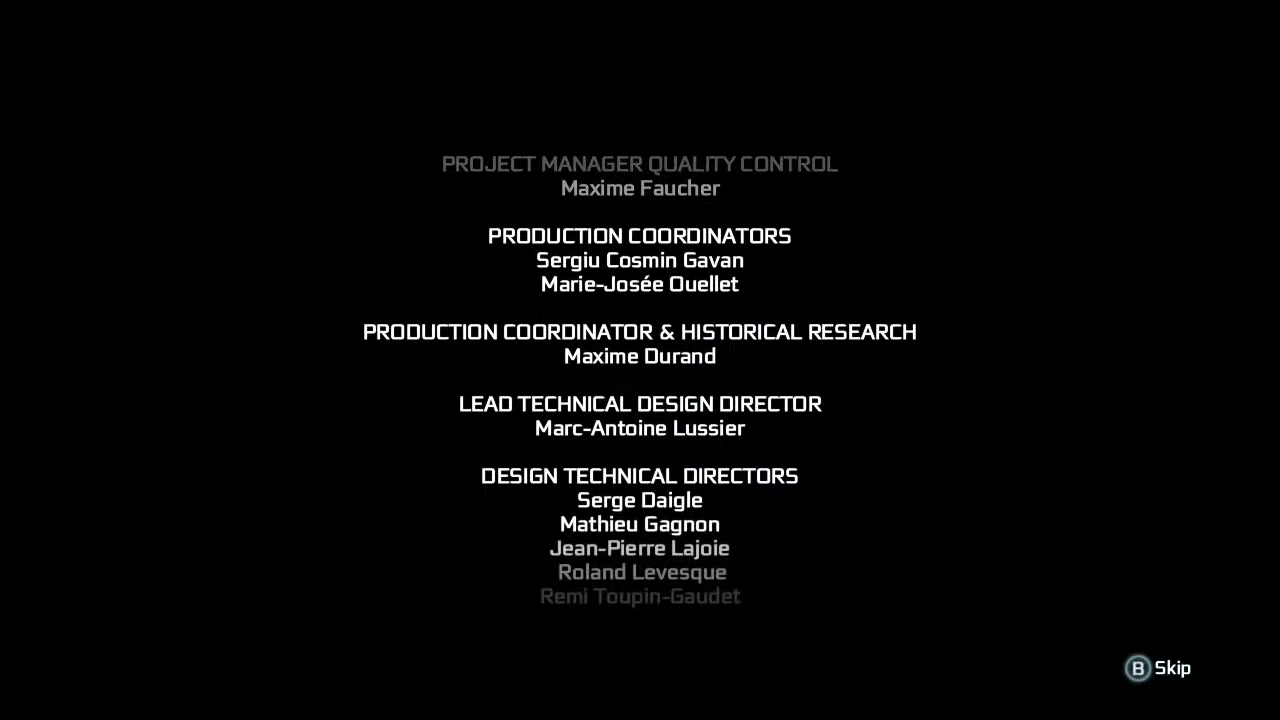 PROJECT MANAGER QUALITY CONTROL
Maxime Faucher
PRODUCTION COORDINATORS
Sergiu Cosmin Gavan
Marie-Josée Ouellet
PRODUCTION COORDINATOR & HISTORICAL RESEARCH
Maxime Durand
LEAD TECHNICAL DESIGN DIRECTOR
Marc-Antoine Lussier
DESIGN TECHNICAL DIRECTORS
Serge Daigle
Mathieu Gagnon
Jean-Pierre Lajoie
Roland Levesque
Remi Toupin-Gaudet
B Skip